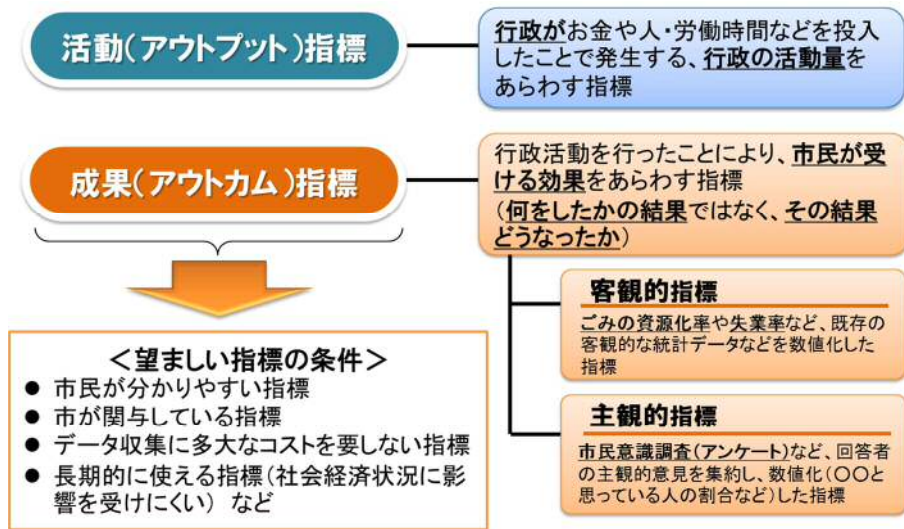 活動(アウトプット)指標
行政がお金や人・労働時間などを投入
したことで発生する、行政の活動量を
あらわす指標
成果(アウトカム)指標
行政活動を行ったことにより、市民が受
ける効果をあらわす指標
(何をしたかの結果ではなく、その結果
どうなったか)
客観的指標
ごみの資源化率や失業率など、既存の
客観的な統計データなどを数値化した
指標
主観的指標
市民意識調査(アンケート)など、回答者
の主観的意見を集約し、数値化(〇〇と
思っている人の割合など)した指標
＜望ましい指標の条件＞
● 市民が分かりやすい指標
● 市が関与している指標
● データ収集に多大なコストを要しない指標
● 長期的に使える指標(社会経済状況に影
響を受けにくい) など